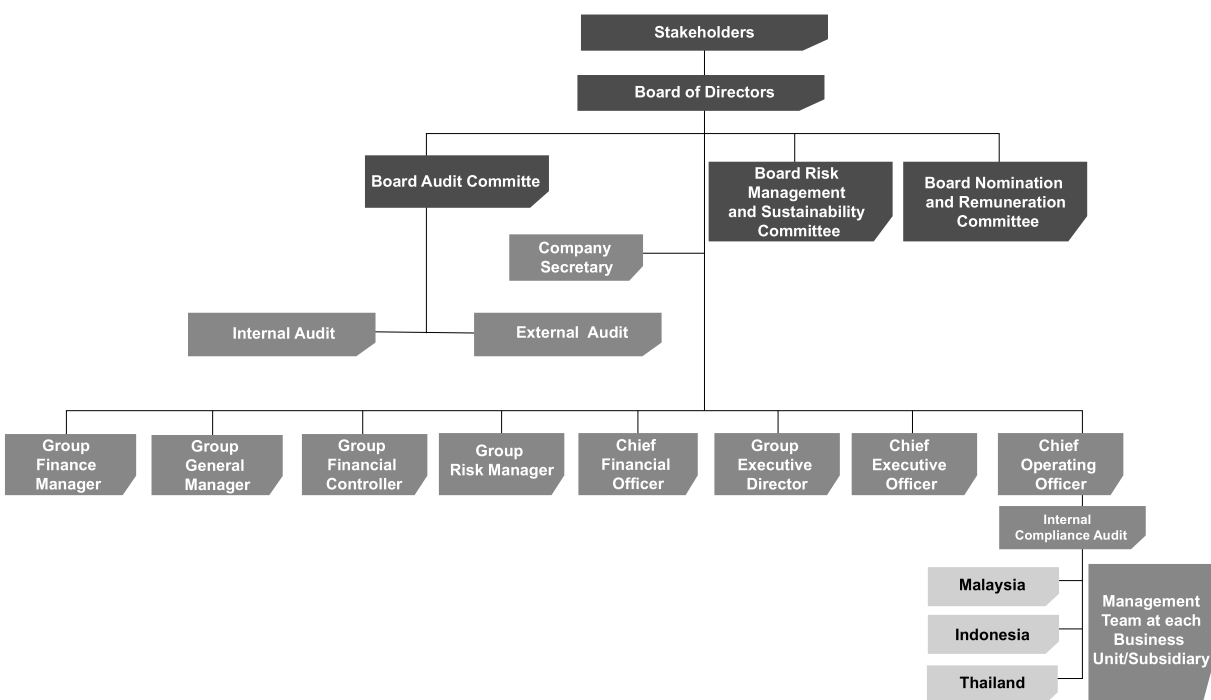 Stakeholders
Board of Directors
Board Audit Committe
Board Risk
Management
and Sustainability
Committee
Board Nomination
and Remuneration
Committee
Company
Secretary
Internal Audit
External Audit
Group
Finance
Manager
Group
General
Manager
Group
Financial
Controller
Group
Risk Manager
Chief
Financial
Officer
Group
Executive
Director
Chief
Executive
Officer
Chief
Operating
Officer
Internal
Compliance Audit
Malaysia
Indonesia
Thailand
Management
Team at each
Business
Unit/Subsidiary